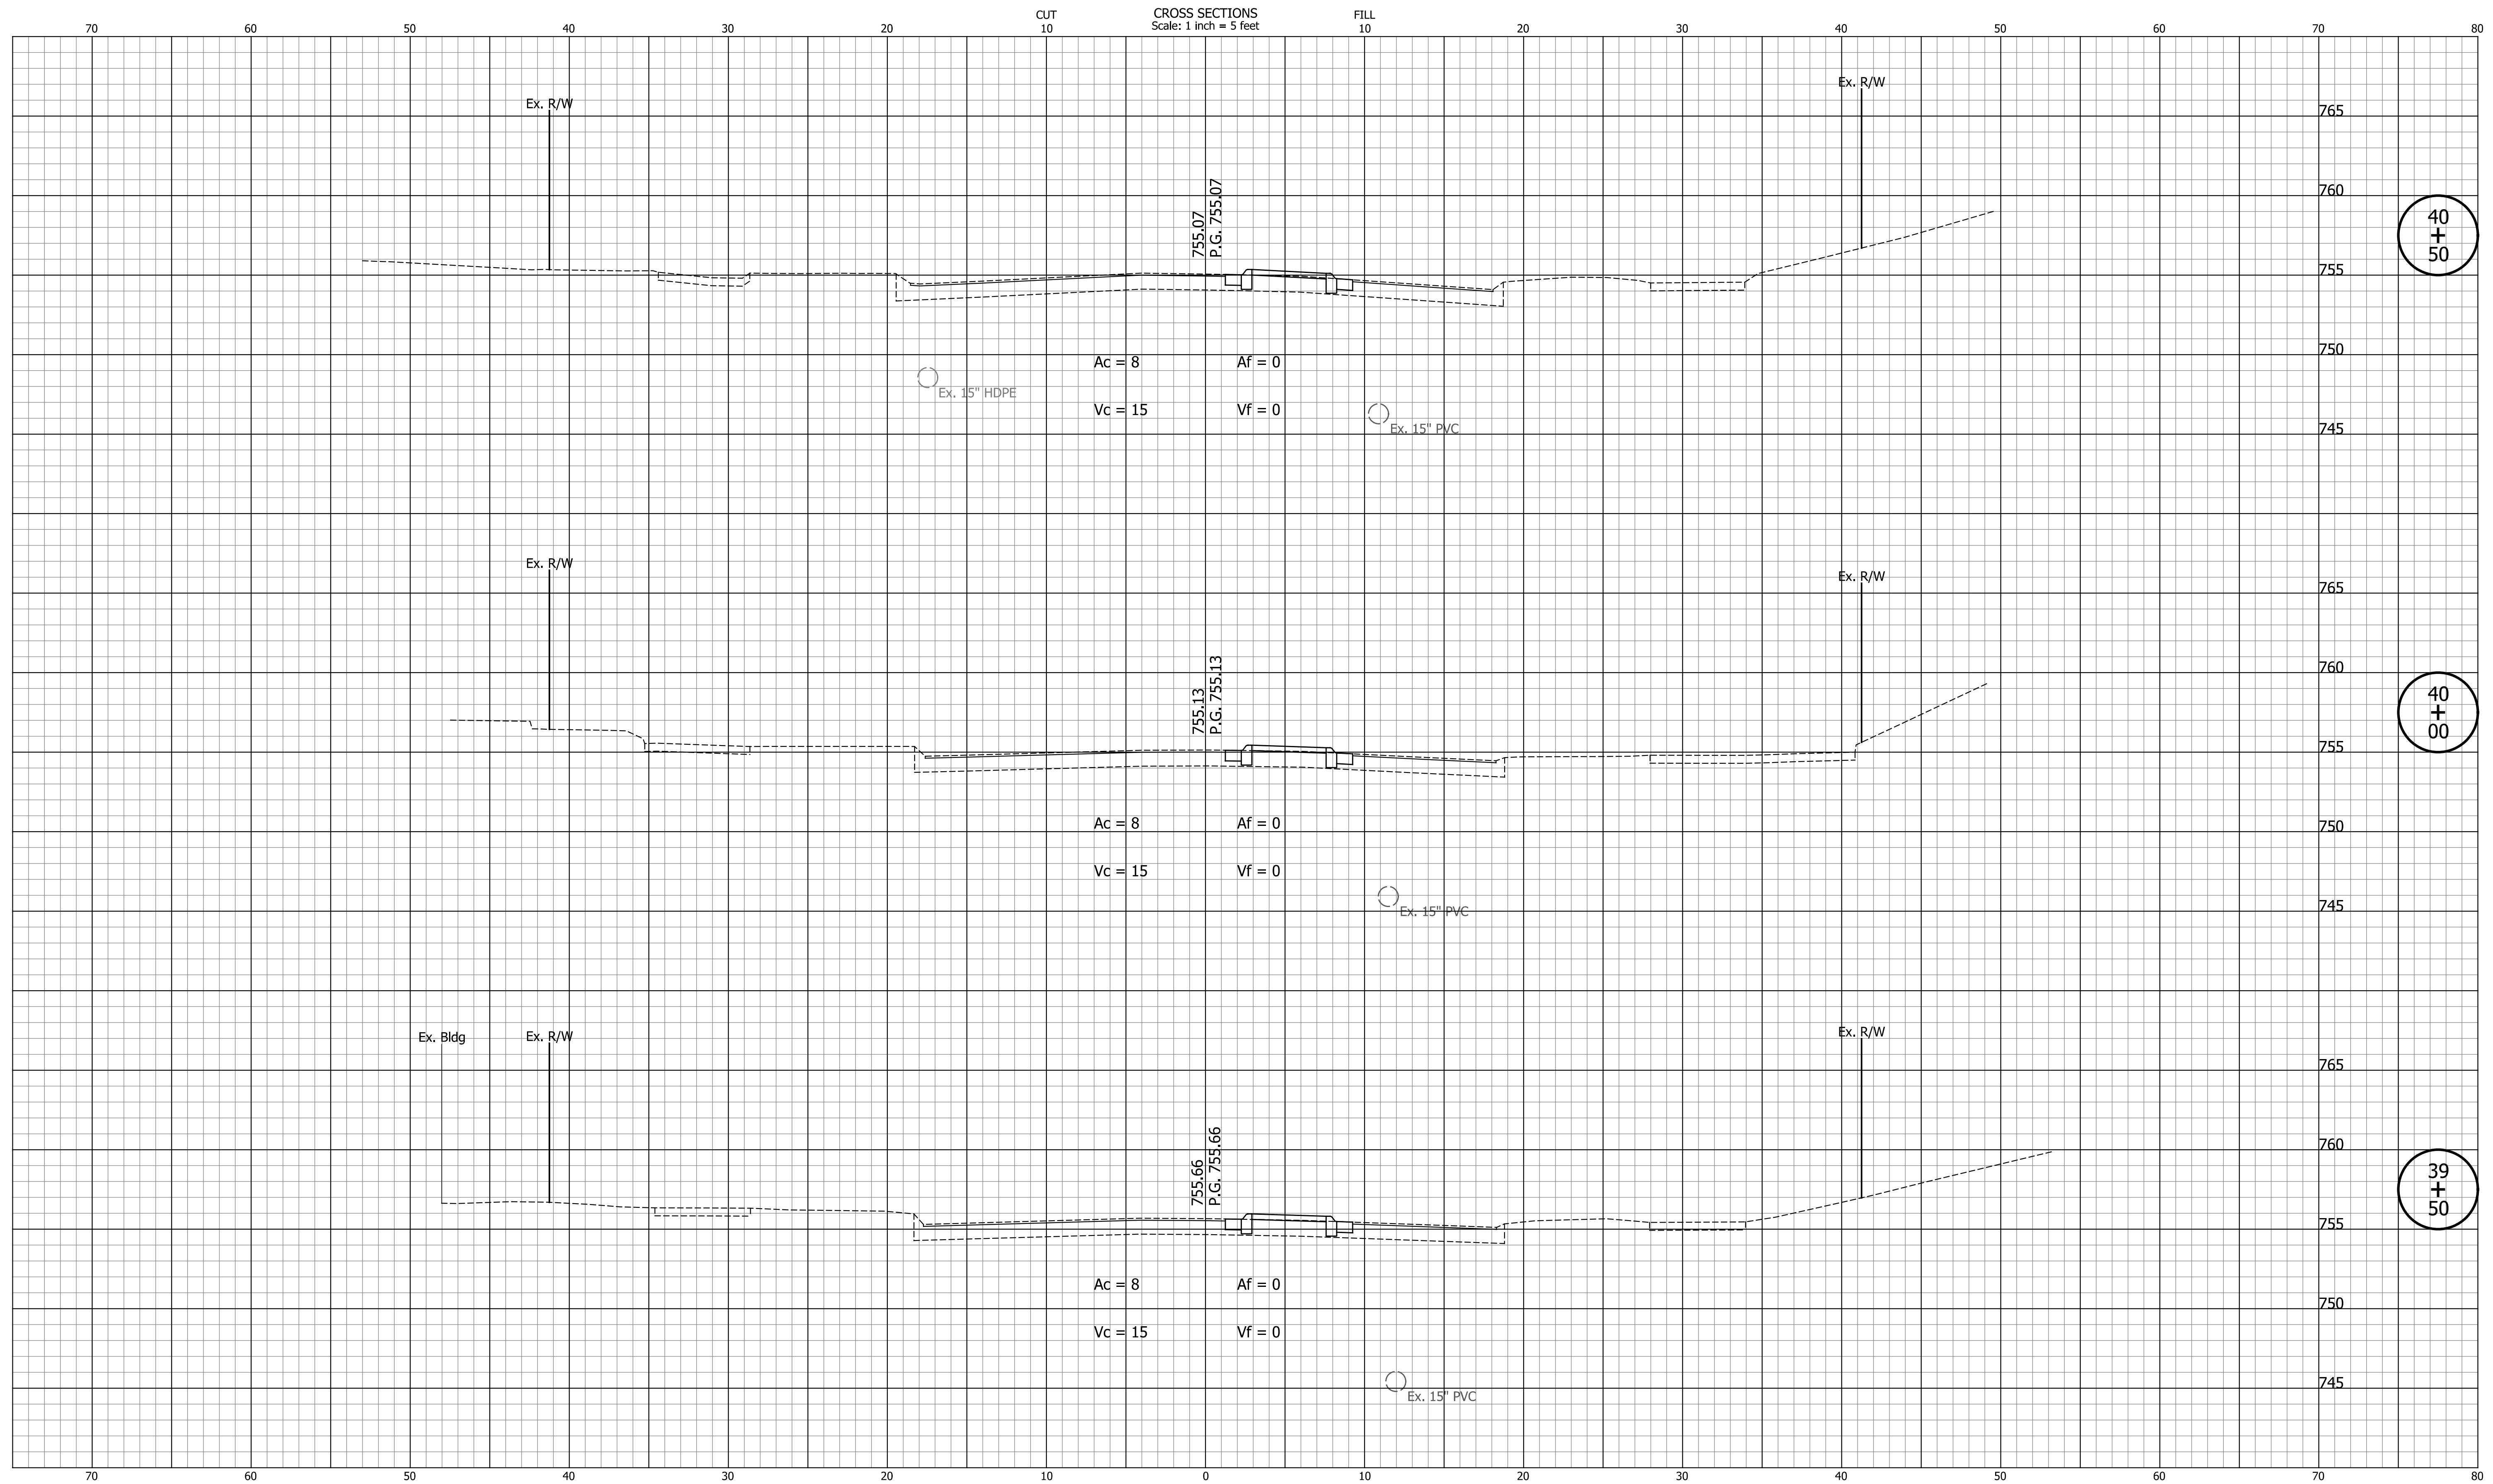 CUT CROSS SECTIONS FILL
Scale: 1 inch = 5 feet
70 60 50 40 30 20 10 10 20 30 40 50 60 70 80
Ex. R/W
Ex. R/W
765
760
755.07
P.G. 755.07
40
+
50
755
750
Ac = 8 Af = 0
Ex. 15" HDPE
Vc = 15 Vf = 0
Ex. 15" PVC
745
Ex. R/W
Ex. R/W
765
760
755.13
P.G. 755.13
40
+
00
755
750
Ac = 8 Af = 0
Vc = 15 Vf = 0
Ex. 15" PVC
745
Ex. Bldg
Ex. R/W
Ex. R/W
765
760
755.66
P.G. 755.66
39
+
50
755
750
Ac = 8 Af = 0
Vc = 15 Vf = 0
745
Ex. 15" PVC
70 60 50 40 30 20 10 0 10 20 30 40 50 60 70 80